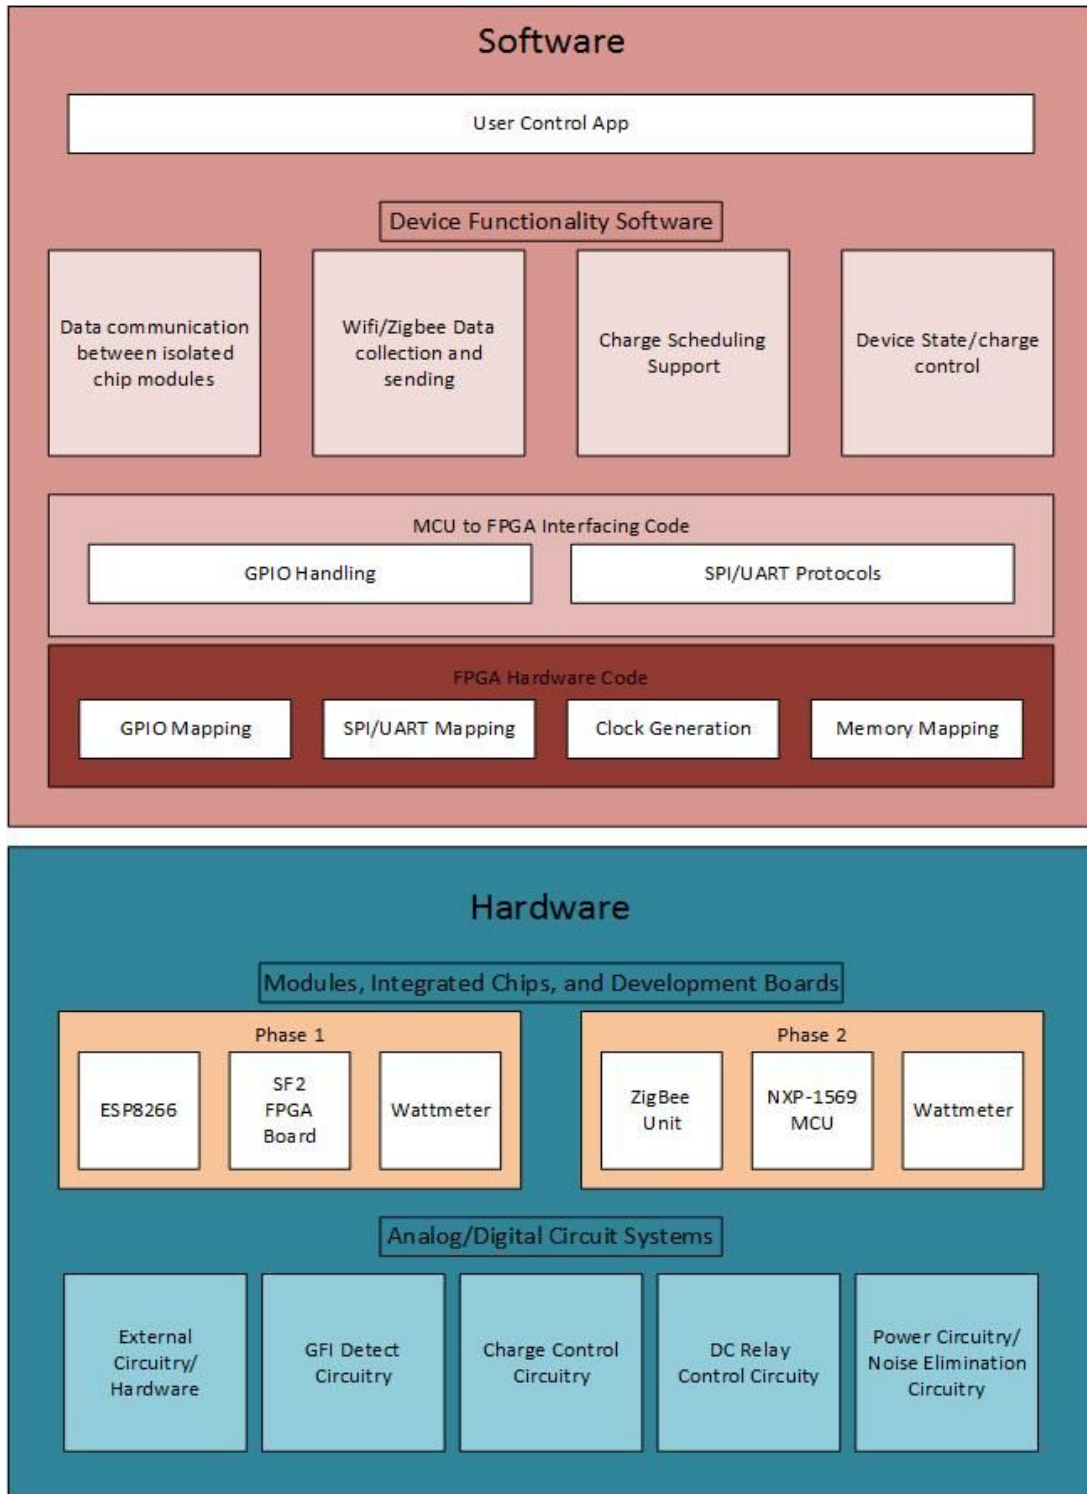 Software
User Control App
Device Functionality Software
Data communication
between isolated
chip modules
Wifi/Zigbee Data
collection and
sending
Charge Scheduling
Support
Device State/charge
control
MCU to FPGA Interfacing Code
GPIO Handling
SPI/UART Protocols
FPGA Hardware Code
GPIO Mapping
SPI/UART Mapping
Clock Generation
Memory Mapping
Hardware
Modules, Integrated Chips, and Development Boards
Phase 1
ESP8266
SF2
FPGA
Board
Wattmeter
Phase 2
ZigBee
Unit
NXP-1569
MCU
Wattmeter
Analog/Digital Circuit Systems
External
Circuitry/
Hardware
GFI Detect
Circuitry
Charge Control
Circuitry
DC Relay
Control Circuity
Power Circuitry/
Noise Elimination
Circuitry